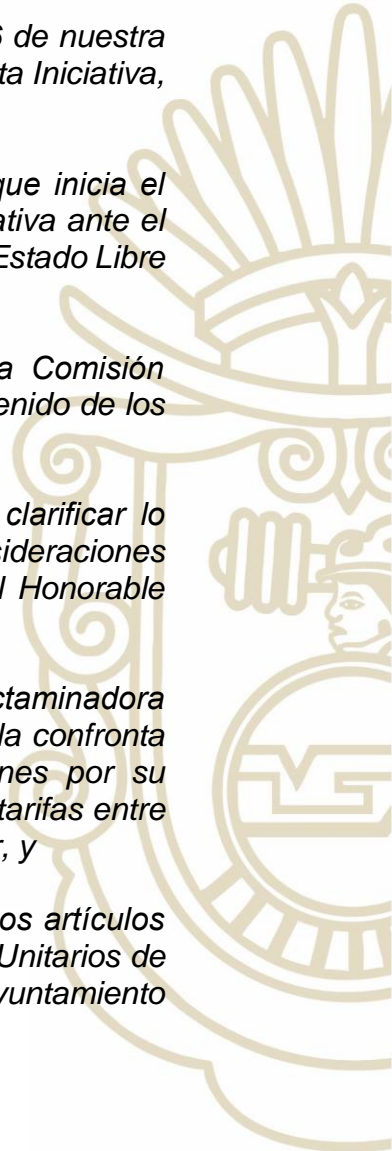 6 de nuestra
ta Iniciativa,
que inicia el
ativa ante el
Estado Libre
a Comisión
enido de los
clarificar lo
sideraciones
l Honorable
ctaminadora
la confronta
nes por su
tarifas entre
r, y
os artículos
Unitarios de
yuntamiento